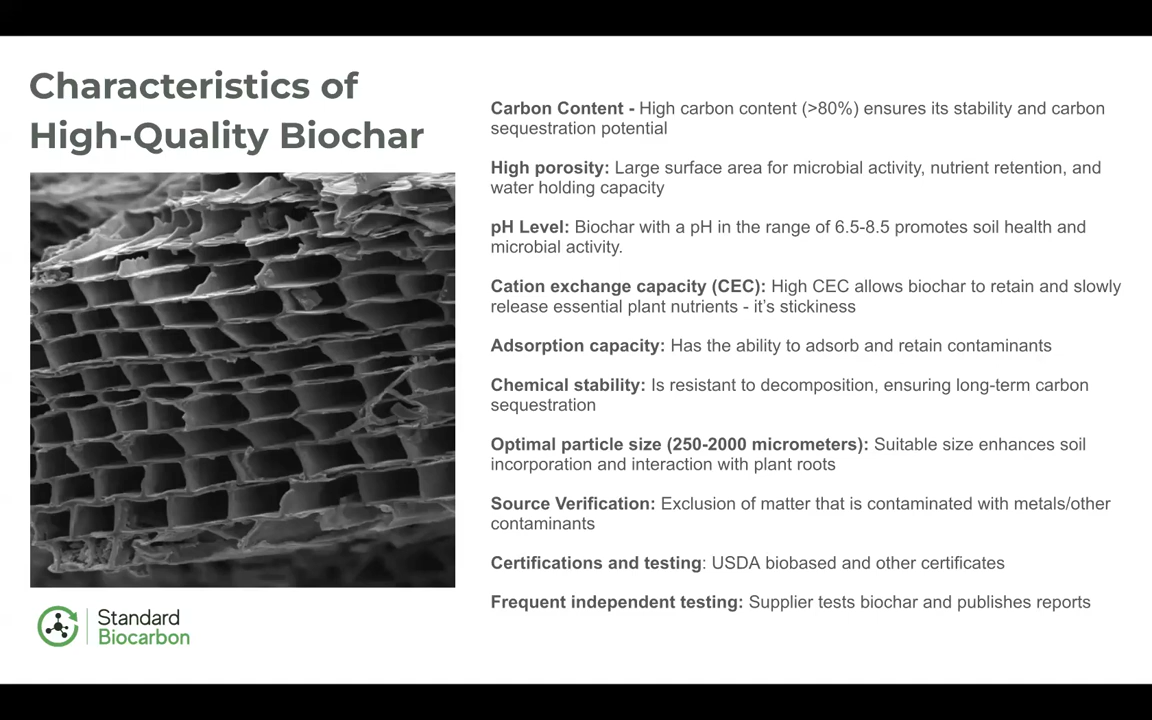 Characteristics of
High-Quality Biochar
Carbon Content - High carbon content (>80%) ensures its stability and carbon
sequestration potential
High porosity: Large surface area for microbial activity, nutrient retention, and
water holding capacity
pH Level: Biochar with a pH in the range of 6.5-8.5 promotes soil health and
microbial activity.
Cation exchange capacity (CEC): High CEC allows biochar to retain and slowly
release essential plant nutrients - it’s stickiness
Adsorption capacity: Has the ability to adsorb and retain contaminants
Chemical stability: Is resistant to decomposition, ensuring long-term carbon
sequestration
Optimal particle size (250-2000 micrometers): Suitable size enhances soil
incorporation and interaction with plant roots
Source Verification: Exclusion of matter that is contaminated with metals/other
contaminants
Certifications and testing: USDA biobased and other certificates
Frequent independent testing: Supplier tests biochar and publishes reports
Standard
Biocarbon